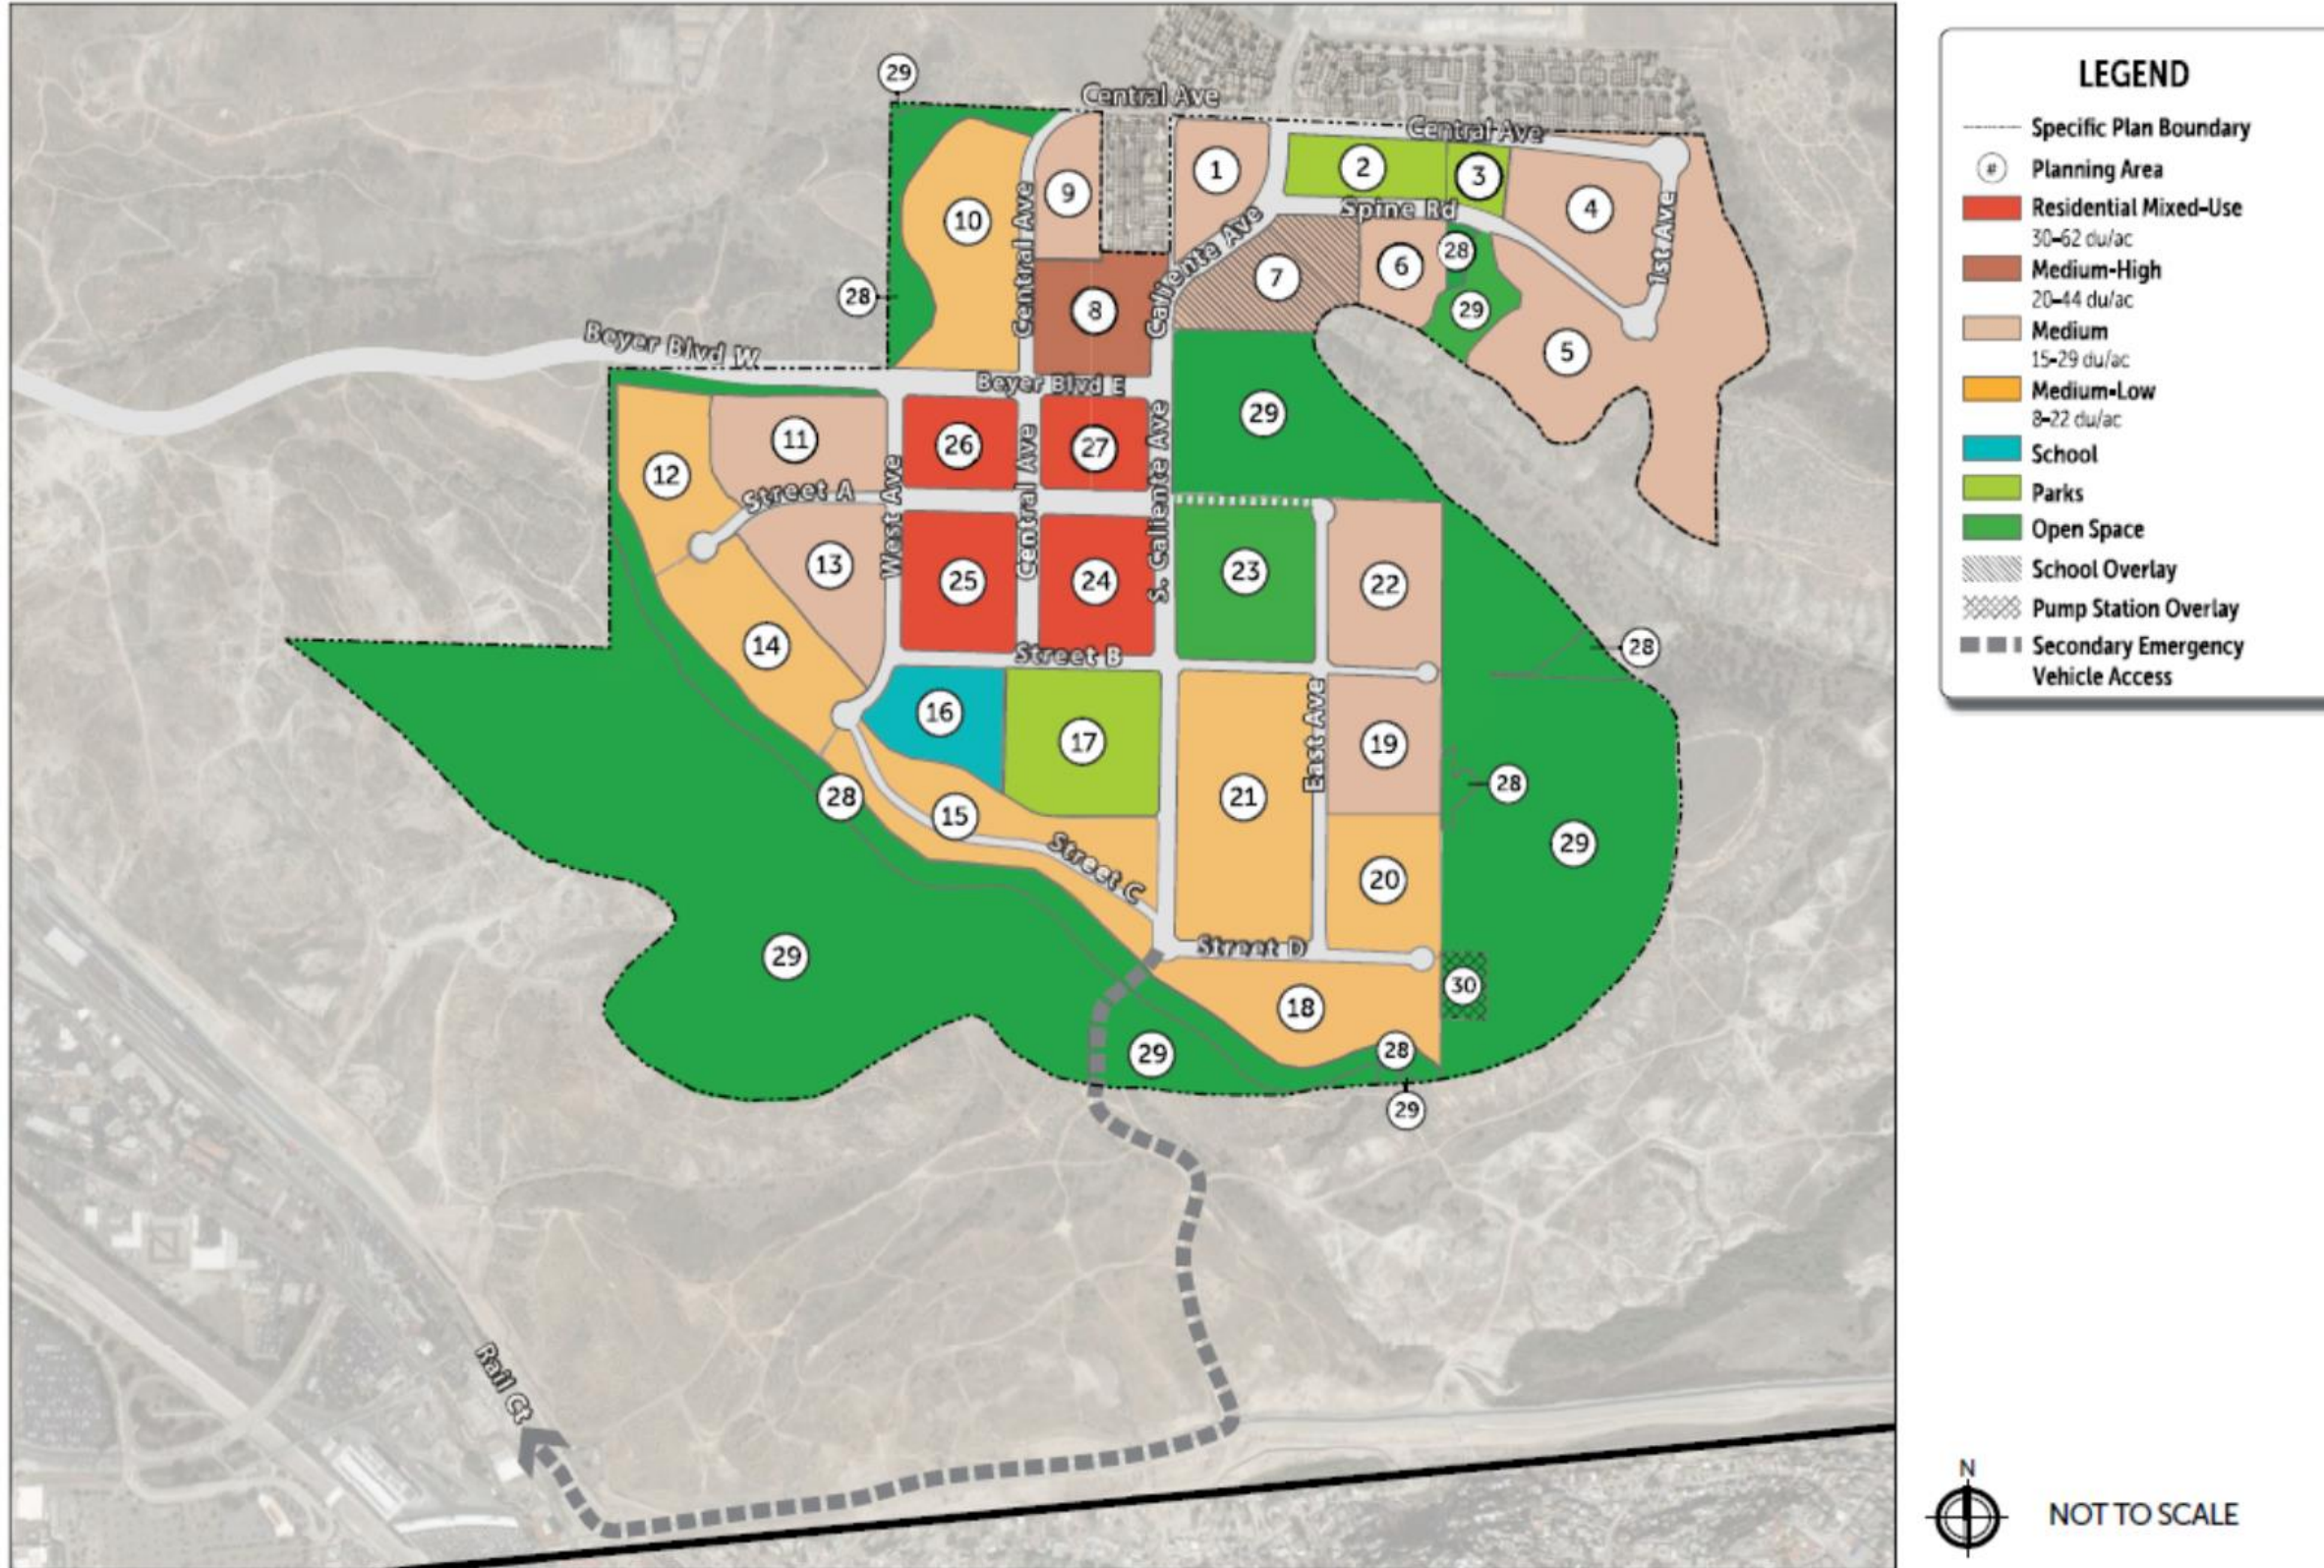 29
Central Ave
Central Ave
1
2
3
4
9
10
Central Ave
Spine Rd
1st Ave
Caliente Ave
28
6
7
29
28
8
5
Beyer Blvd W
Beyer Blvd E
29
11
26
27
12
Street A
West Ave
Central Ave
S. Caliente Ave
13
25
24
23
22
14
Street B
28
16
17
East Ave
19
28
21
28
15
29
Street C
20
Street D
29
30
18
29
28
29
Rail Ct
LEGEND
Specific Plan Boundary
# Planning Area
Residential Mixed-Use
30-62 du/ac
Medium-High
20-44 du/ac
Medium
15-29 du/ac
Medium-Low
8-22 du/ac
School
Parks
Open Space
School Overlay
Pump Station Overlay
Secondary Emergency
Vehicle Access
N
NOT TO SCALE